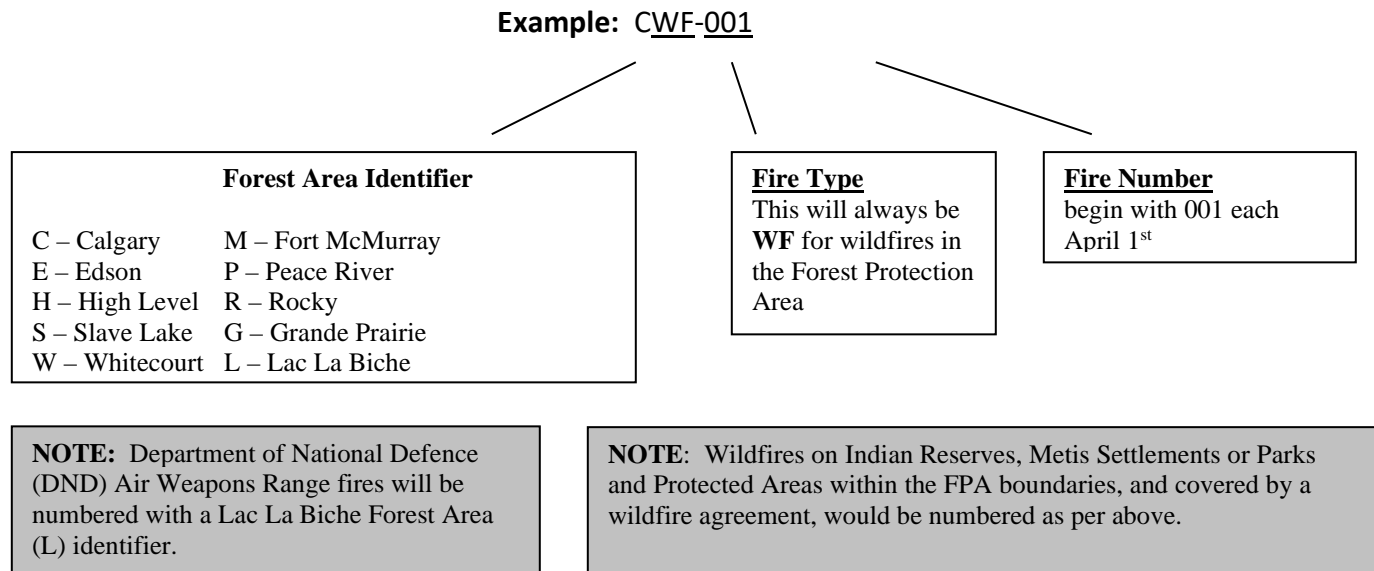 Example: CWF-001
Forest Area Identifier
C – Calgary M – Fort McMurray
E – Edson P – Peace River
H – High Level R – Rocky
S – Slave Lake G – Grande Prairie
W – Whitecourt L – Lac La Biche
Fire Type
This will always be
WF for wildfires in
the Forest Protection
Area
Fire Number
begin with 001 each
April 1st
NOTE: Department of National Defence
(DND) Air Weapons Range fires will be
numbered with a Lac La Biche Forest Area
(L) identifier.
NOTE: Wildfires on Indian Reserves, Metis Settlements or Parks
and Protected Areas within the FPA boundaries, and covered by a
wildfire agreement, would be numbered as per above.